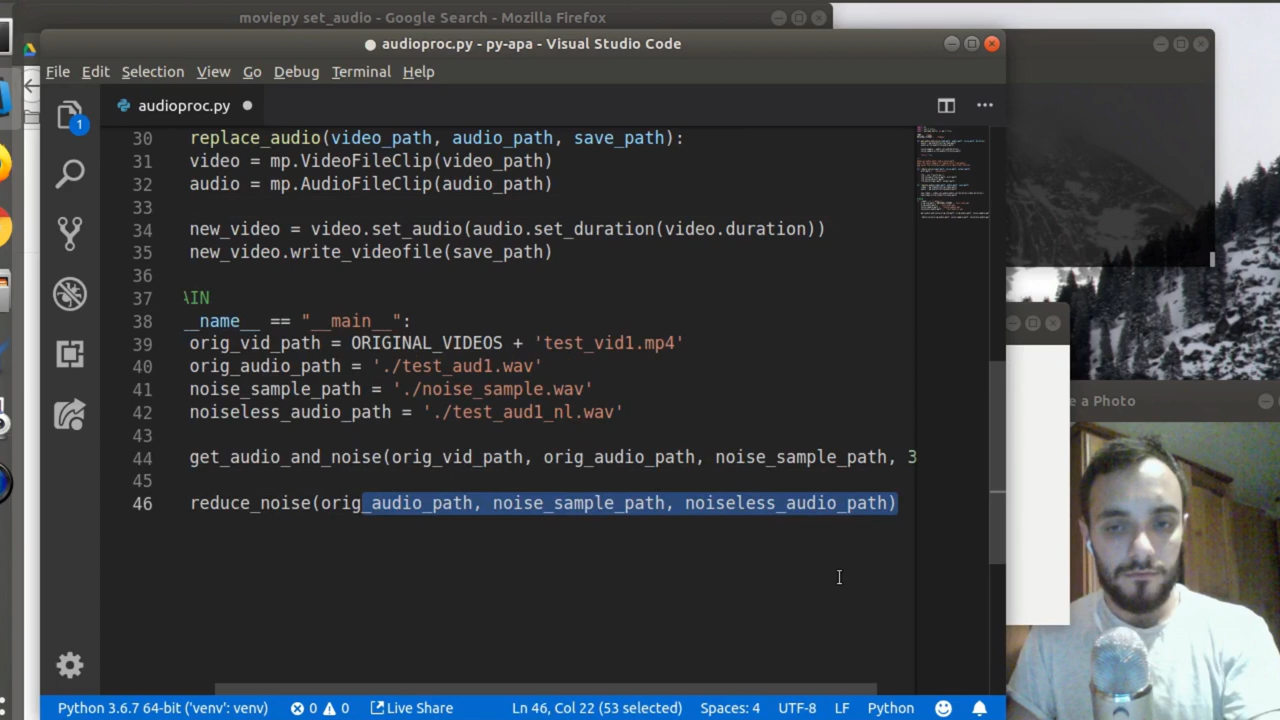 moviepy set_audio - Google Search - Mozilla Firefox
● audioproc.py - py-apa - Visual Studio Code
File Edit Selection View Go Debug Terminal Help
audioproc.py ●
1
30 replace_audio(video_path, audio_path, save_path):
31 video = mp.VideoFileClip(video_path)
32 audio = mp.AudioFileClip(audio_path)
33
34 new_video = video.set_audio(audio.set_duration(video.duration))
35 new_video.write_videofile(save_path)
36
37 AIN
38 __name__ == "__main__":
39 orig_vid_path = ORIGINAL_VIDEOS + 'test_vid1.mp4'
40 orig_audio_path = './test_aud1.wav'
41 noise_sample_path = './noise_sample.wav'
42 noiseless_audio_path = './test_aud1_nl.wav'
43
44 get_audio_and_noise(orig_vid_path, orig_audio_path, noise_sample_path, 3
45
46 reduce_noise(orig_audio_path, noise_sample_path, noiseless_audio_path)
e a Photo
Python 3.6.7 64-bit ('venv': venv) 0 0 Live Share Ln 46, Col 22 (53 selected) Spaces: 4 UTF-8 LF Python